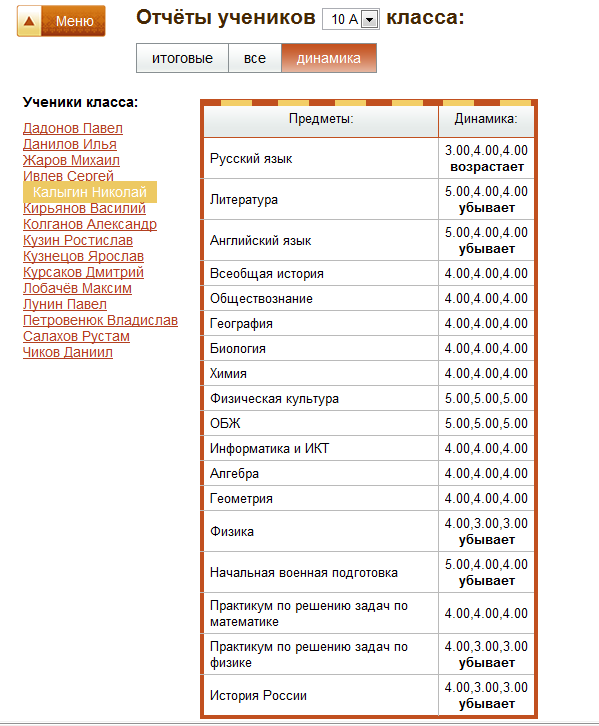 Меню
Отчёты учеников 10 А класса:
итоговые все динамика
Ученики класса:
Дадонов Павел
Данилов Илья
Жаров Михаил
Ивлев Сергей
Калыгин Николай
Кирьянов Василий
Колганов Александр
Кузин Ростислав
Кузнецов Ярослав
Курсаков Дмитрий
Лобачёв Максим
Лунин Павел
Петровенюк Владислав
Салахов Рустам
Чиков Даниил
Предметы: Динамика:
Русский язык 3.00,4.00,4.00
возрастает
Литература 5.00,4.00,4.00
убывает
Английский язык 5.00,4.00,4.00
убывает
Всеобщая история 4.00,4.00,4.00
Обществознание 4.00,4.00,4.00
География 4.00,4.00,4.00
Биология 4.00,4.00,4.00
Химия 4.00,4.00,4.00
Физическая культура 5.00,5.00,5.00
ОБЖ 5.00,5.00,5.00
Информатика и ИКТ 4.00,4.00,4.00
Алгебра 4.00,4.00,4.00
Геометрия 4.00,4.00,4.00
Физика 4.00,3.00,3.00
убывает
Начальная военная подготовка 5.00,4.00,4.00
убывает
Практикум по решению задач по
математике 4.00,4.00,4.00
Практикум по решению задач по
физике 4.00,3.00,3.00
убывает
История России 4.00,3.00,3.00
убывает